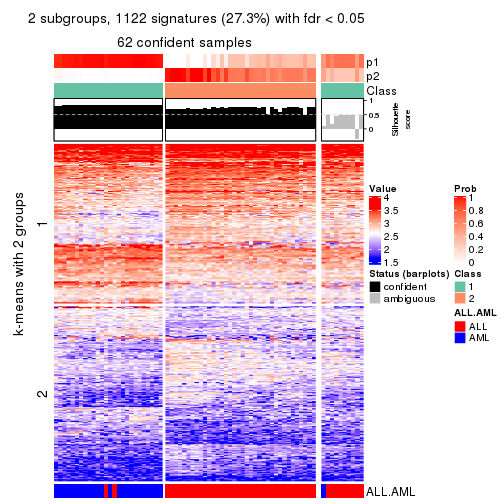 2 subgroups, 1122 signatures (27.3%) with fdr < 0.05
62 confident samples
p1
p2
Class
1
0.5
0
Silhouette
score
k-means with 2 groups
1
2
ALL.AML
Value
4
3.5
3
2.5
2
1.5
Prob
1
0.8
0.6
0.4
0.2
0
Status (barplots)
confident
ambiguous
Class
1
2
ALL.AML
ALL
AML